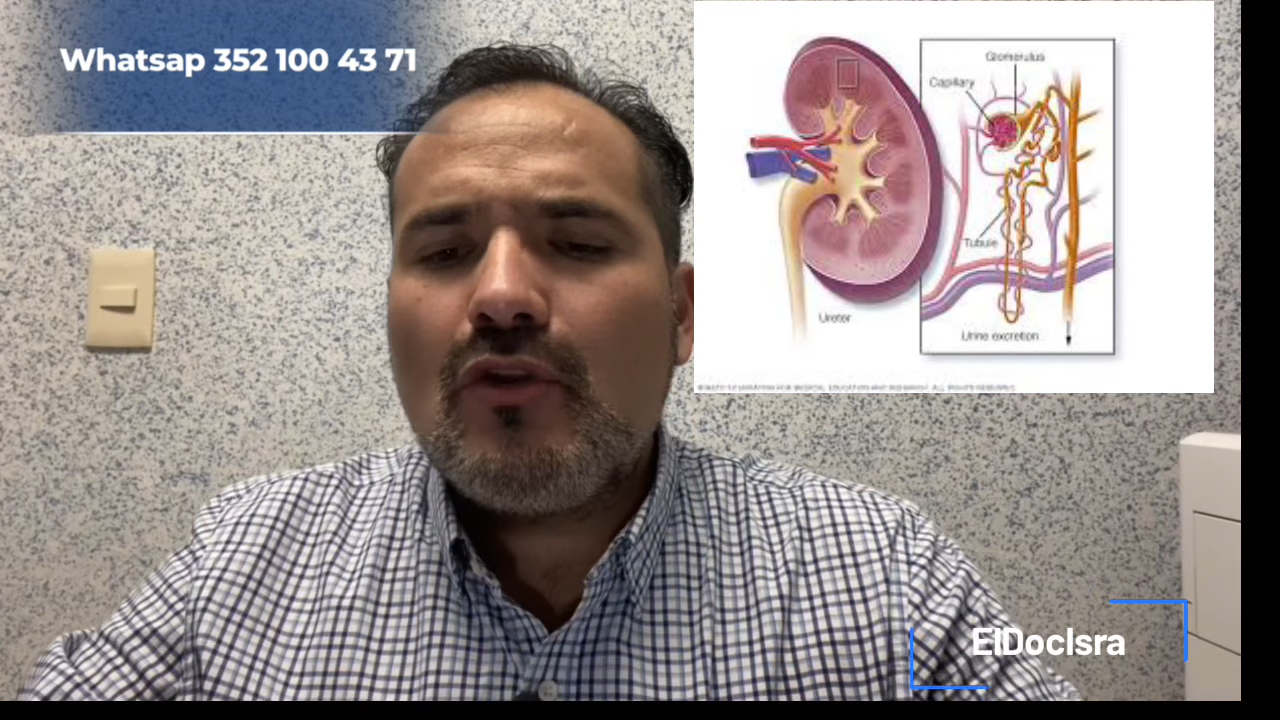 Whatsap 352 100 43 71
Glomerulus
Capillary
Tubule
Ureter
Urine excretion
ElDocIsra